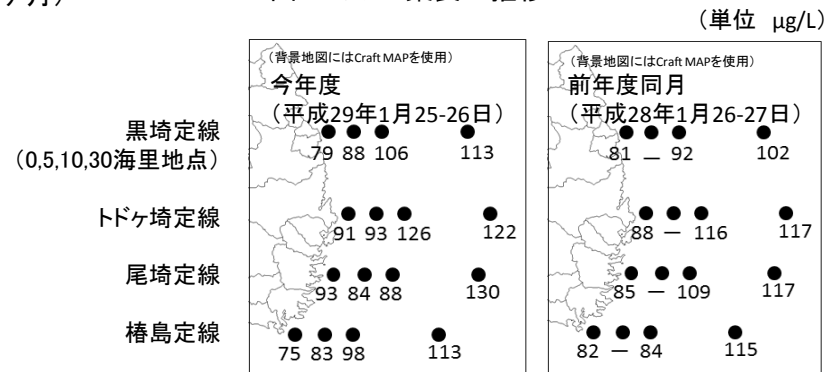 (単位 μg/L)
(背景地図にはCraft MAPを使用)
今年度
(平成29年1月25-26日)
(背景地図にはCraft MAPを使用)
前年度同月
(平成28年1月26-27日)
黒埼定線
(0,5,10,30海里地点)
79 88 106 113
81 — 92 102
トドヶ埼定線
91 93 126 122
88 — 116 117
尾埼定線
93 84 88 130
85 — 109 117
椿島定線
75 83 98 113
82 — 84 115